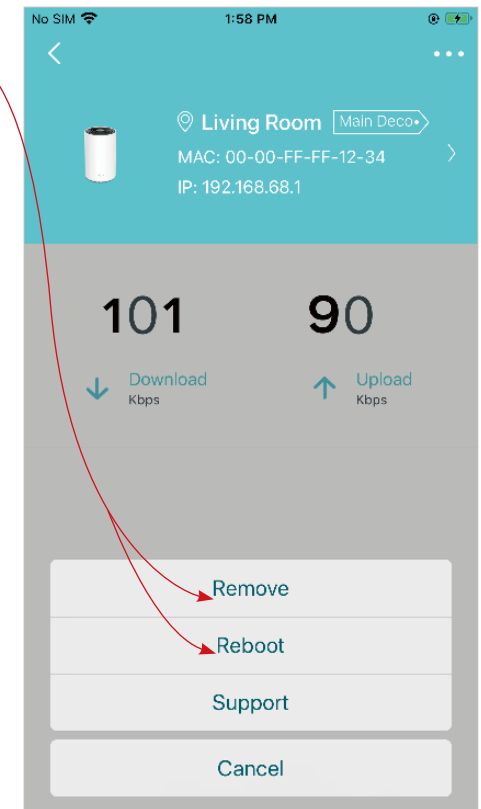 No SIM 1:58 PM
Living Room Main Deco
MAC: 00-00-FF-FF-12-34
IP: 192.168.68.1
101 90
Download Upload
Kbps Kbps
Remove
Reboot
Support
Cancel